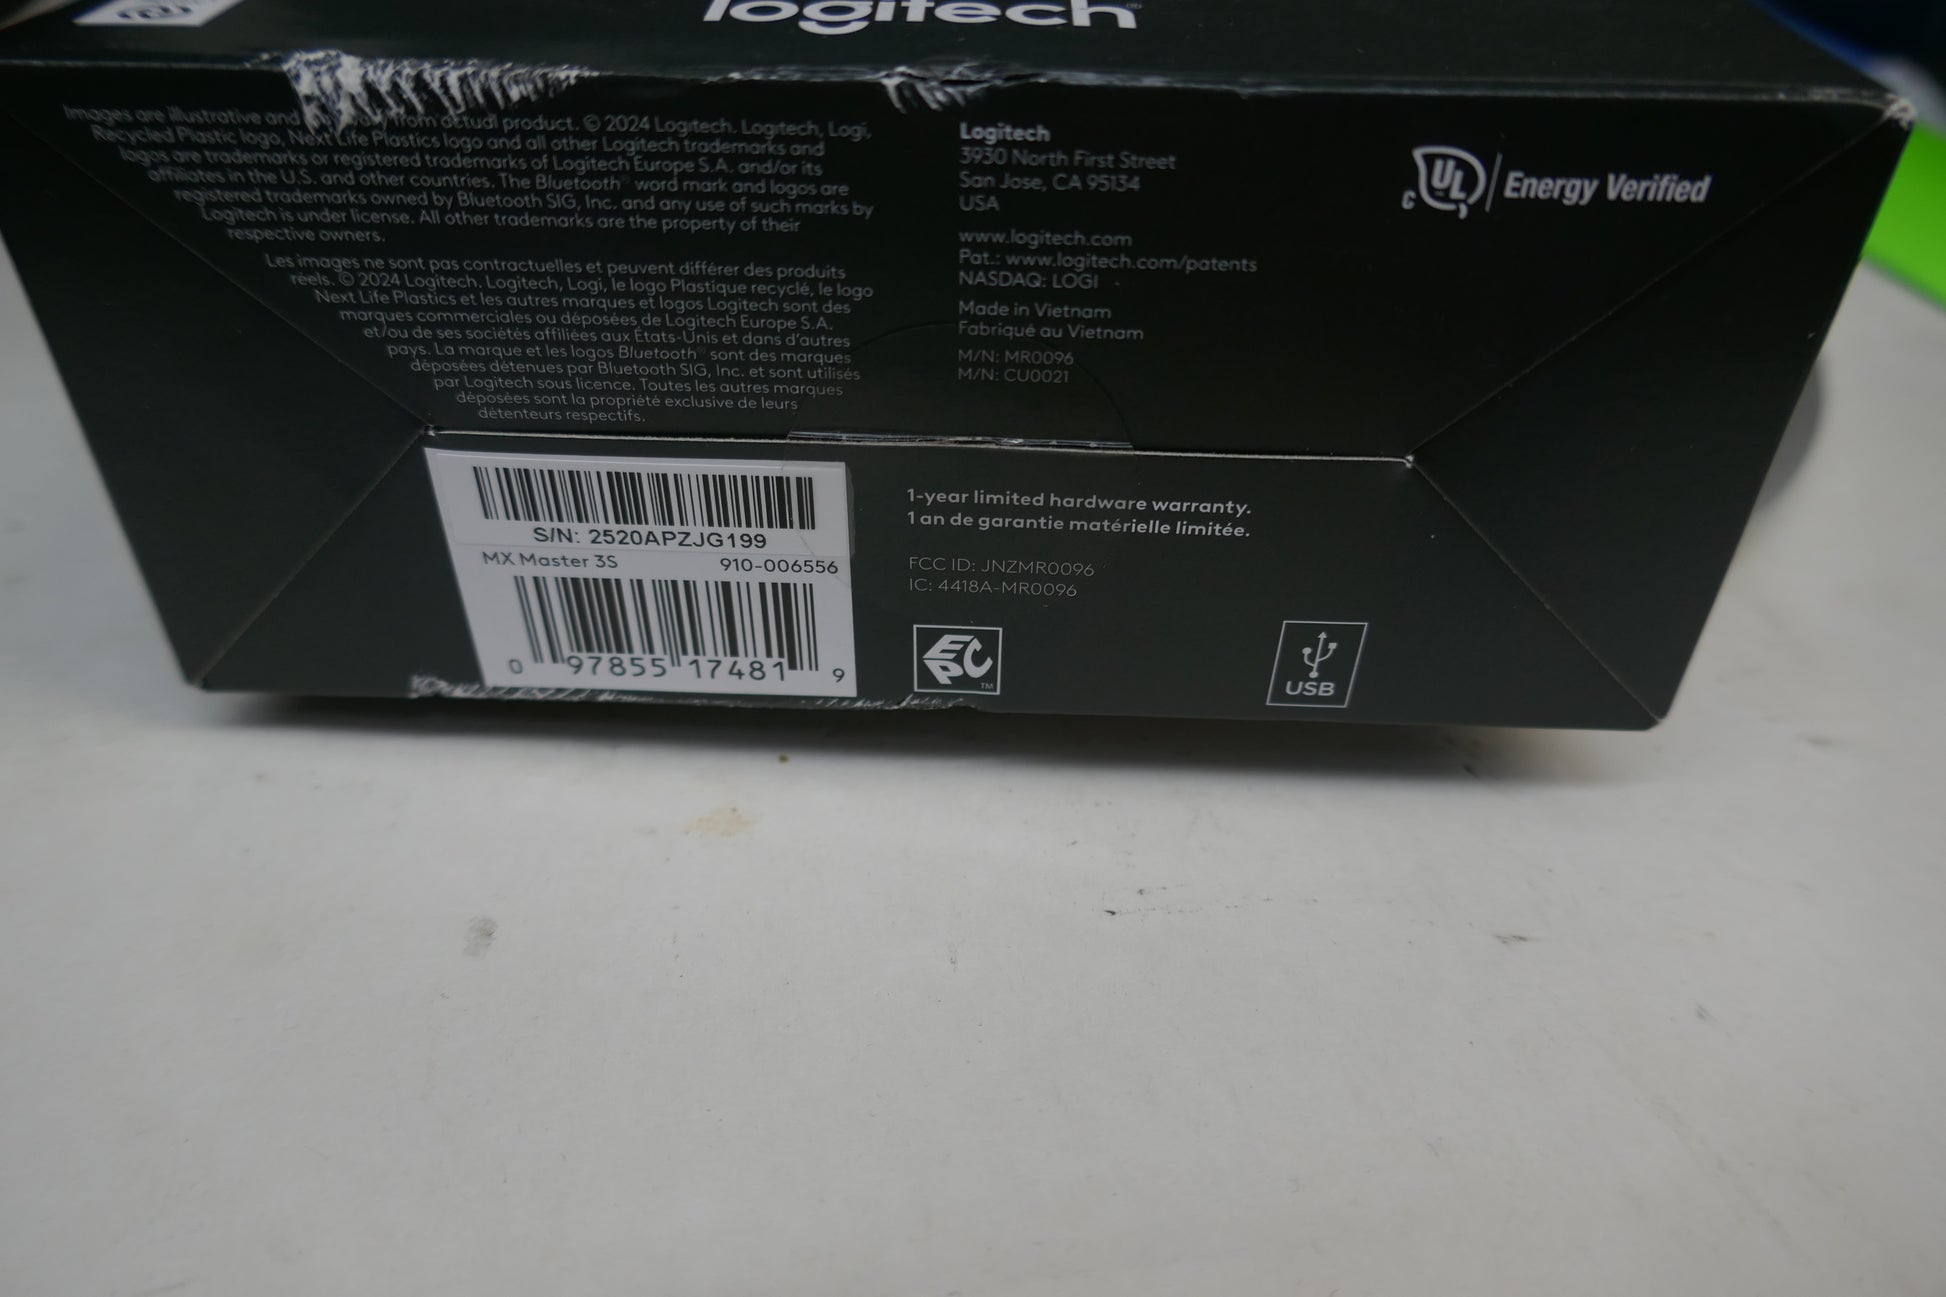 logitech
Images are illustrative and from actual product. © 2024 Logitech. Logitech, Logi,
Recycled Plastic logo, Next Life Plastics logo and all other Logitech trademarks and
logos are trademarks or registered trademarks of Logitech Europe S.A. and/or its
affiliates in the U.S. and other countries. The Bluetooth® word mark and logos are
registered trademarks owned by Bluetooth SIG, Inc. and any use of such marks by
Logitech is under license. All other trademarks are the property of their
respective owners.
Les images ne sont pas contractuelles et peuvent différer des produits
réels. © 2024 Logitech. Logitech, Logi, le logo Plastique recyclé, le logo
Next Life Plastics et les autres marques et logos Logitech sont des
marques commerciales ou déposées de Logitech Europe S.A.
et/ou de ses sociétés affiliées aux États-Unis et dans d'autres
pays. La marque et les logos Bluetooth® sont des marques
déposées détenues par Bluetooth SIG, Inc. et sont utilisés
par Logitech sous licence. Toutes les autres marques
déposées sont la propriété exclusive de leurs
détenteurs respectifs.
Logitech
3930 North First Street
San Jose, CA 95134
USA
www.logitech.com
Pat.: www.logitech.com/patents
NASDAQ: LOGI
Made in Vietnam
Fabriqué au Vietnam
M/N: MR0096
M/N: CU0021
C UL Energy Verified
S/N: 2520APZJG199
MX Master 3S 910-006556
0 97855 17481 9
1-year limited hardware warranty.
1 an de garantie matérielle limitée.
FCC ID: JNZMR0096
IC: 4418A-MR0096
EPC TM
USB